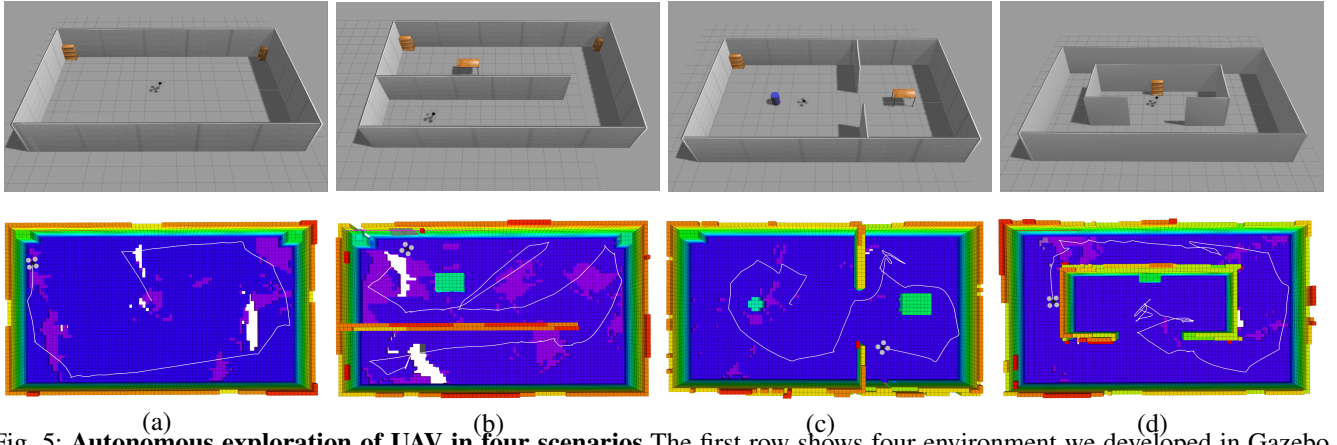 (a) (b) (c) (d)
Fig. 5: Autonomous exploration of UAV in four scenarios The first row shows four environment we developed in Gazebo